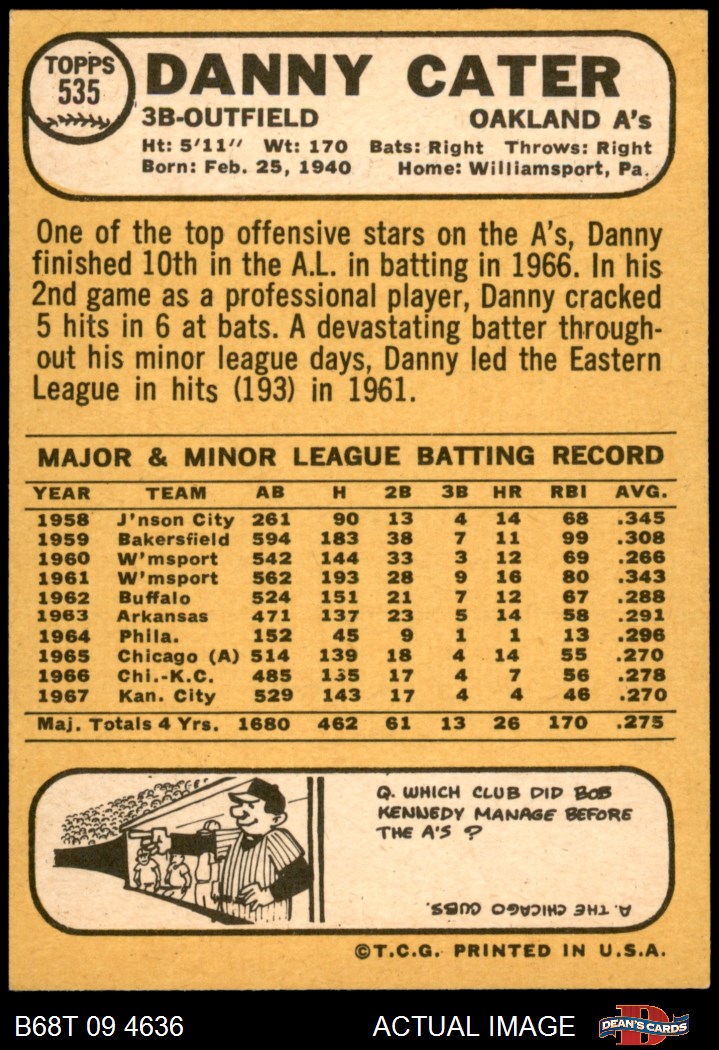 TOPPS
535
DANNY CATER
3B-OUTFIELD OAKLAND A's
Ht: 5'11" Wt: 170 Bats: Right Throws: Right
Born: Feb. 25, 1940 Home: Williamsport, Pa.
One of the top offensive stars on the A's, Danny
finished 10th in the A.L. in batting in 1966. In his
2nd game as a professional player, Danny cracked
5 hits in 6 at bats. A devastating batter through-
out his minor league days, Danny led the Eastern
League in hits (193) in 1961.
MAJOR & MINOR LEAGUE BATTING RECORD
YEAR TEAM AB H 2B 3B HR RBI AVG.
1958 J'nson City 261 90 13 4 14 68 .345
1959 Bakersfield 594 183 38 7 11 99 .308
1960 W'msport 542 144 33 3 12 69 .266
1961 W'msport 562 193 28 9 16 80 .343
1962 Buffalo 524 151 21 7 12 67 .288
1963 Arkansas 471 137 23 5 14 58 .291
1964 Phila. 152 45 9 1 1 13 .296
1965 Chicago (A) 514 139 18 4 14 55 .270
1966 Chi.-K.C. 485 135 17 4 7 56 .278
1967 Kan. City 529 143 17 4 4 46 .270
Maj. Totals 4 Yrs. 1680 462 61 13 26 170 .275
Q. WHICH CLUB DID BOB
KENNEDY MANAGE BEFORE
THE A'S ?
A. THE CHICAGO CUBS.
©T.C.G. PRINTED IN U.S.A.
B68T 09 4636 ACTUAL IMAGE DEAN'S CARDS